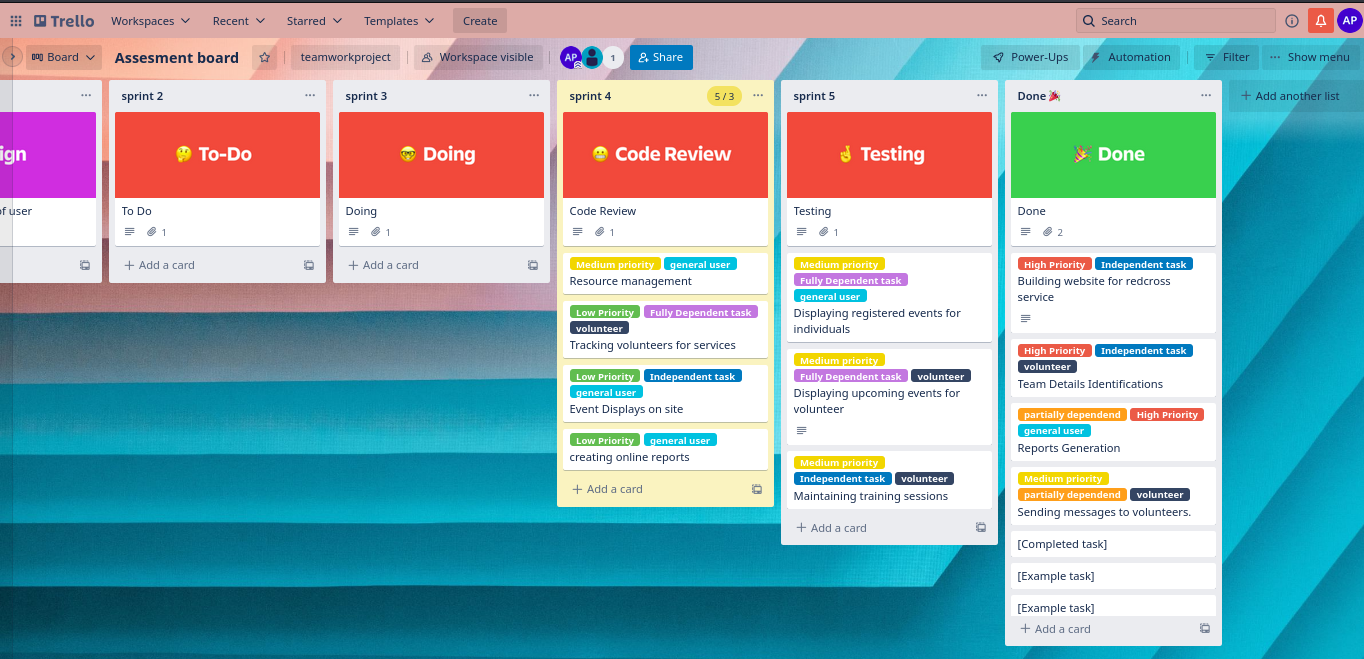 Trello
Workspaces
Recent
Starred
Templates
Create
Search
AP
Board
Assesment board
teamworkproject
Workspace visible
AP
1
Share
Power-Ups
Automation
Filter
Show menu
ign
of user
sprint 2
To-Do
To Do
1
Add a card
sprint 3
Doing
Doing
1
Add a card
sprint 4
5 / 3
Code Review
Code Review
1
Medium priority general user
Resource management
Low Priority Fully Dependent task
volunteer
Tracking volunteers for services
Low Priority Independent task
general user
Event Displays on site
Low Priority general user
creating online reports
Add a card
sprint 5
Testing
Testing
1
Medium priority
Fully Dependent task
general user
Displaying registered events for
individuals
Medium priority
Fully Dependent task volunteer
Displaying upcoming events for
volunteer
Medium priority
Independent task volunteer
Maintaining training sessions
Add a card
Done
Done
Done
2
High Priority Independent task
Building website for redcross
service
High Priority Independent task
volunteer
Team Details Identifications
partially dependend High Priority
general user
Reports Generation
Medium priority
partially dependend volunteer
Sending messages to volunteers.
[Completed task]
[Example task]
[Example task]
Add a card
Add another list